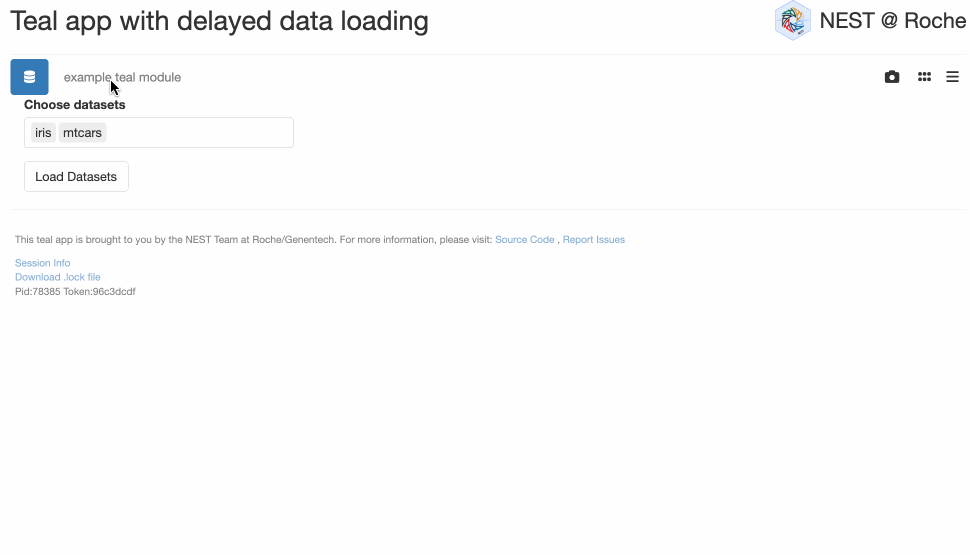 Teal app with delayed data loading
NEST @ Roche
example teal module
Choose datasets
iris mtcars
Load Datasets
This teal app is brought to you by the NEST Team at Roche/Genentech. For more information, please visit: Source Code , Report Issues
Session Info
Download .lock file
Pid:78385 Token:96c3dcdf